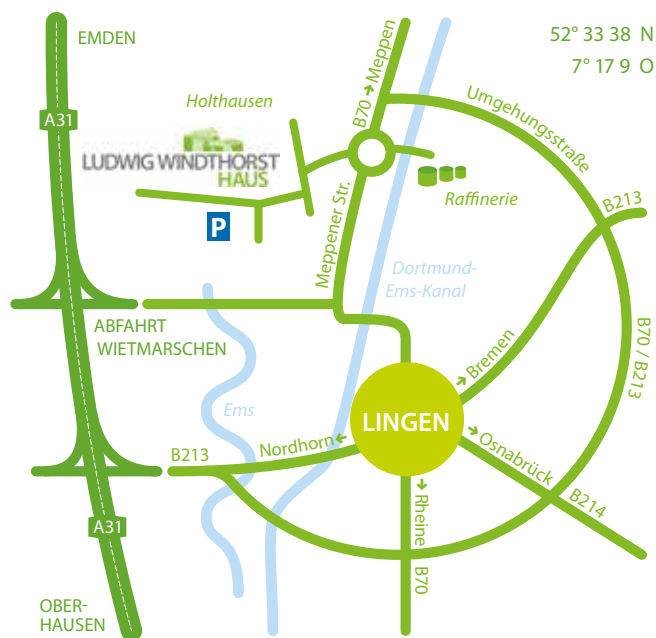 EMDEN
52° 33 38 N
7° 17 9 O
A31
Holthausen
B70 → Meppen
Umgehungsstraße
LUDWIG WINDTHORST
HAUS
Raffinerie
B213
P
Meppener Str.
Dortmund-
Ems-Kanal
ABFAHRT
WIETMARSCHEN
→ Bremen
B70 / B213
Ems
LINGEN
B213
Nordhorn ←
→ Osnabrück
B214
→ Rheine
B70
A31
OBER-
HAUSEN